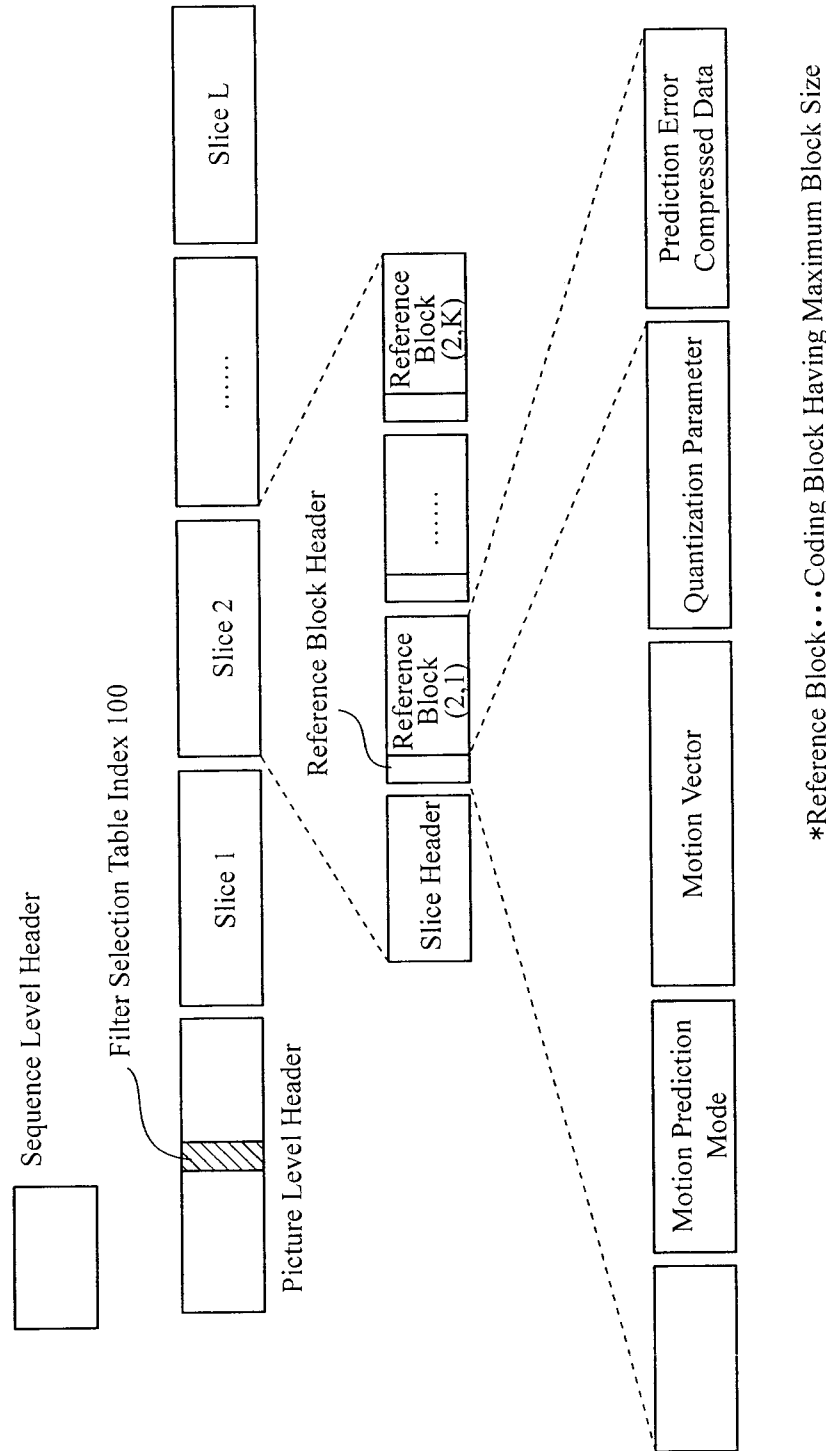 Sequence Level Header
Filter Selection Table Index 100
Slice 1
Slice 2
.......
Slice L
Picture Level Header
Reference Block Header
Slice Header
Reference
Block
(2,1)
.......
Reference
Block
(2,K)
Motion Prediction
Mode
Motion Vector
Quantization Parameter
Prediction Error
Compressed Data
*Reference Block•••Coding Block Having Maximum Block Size